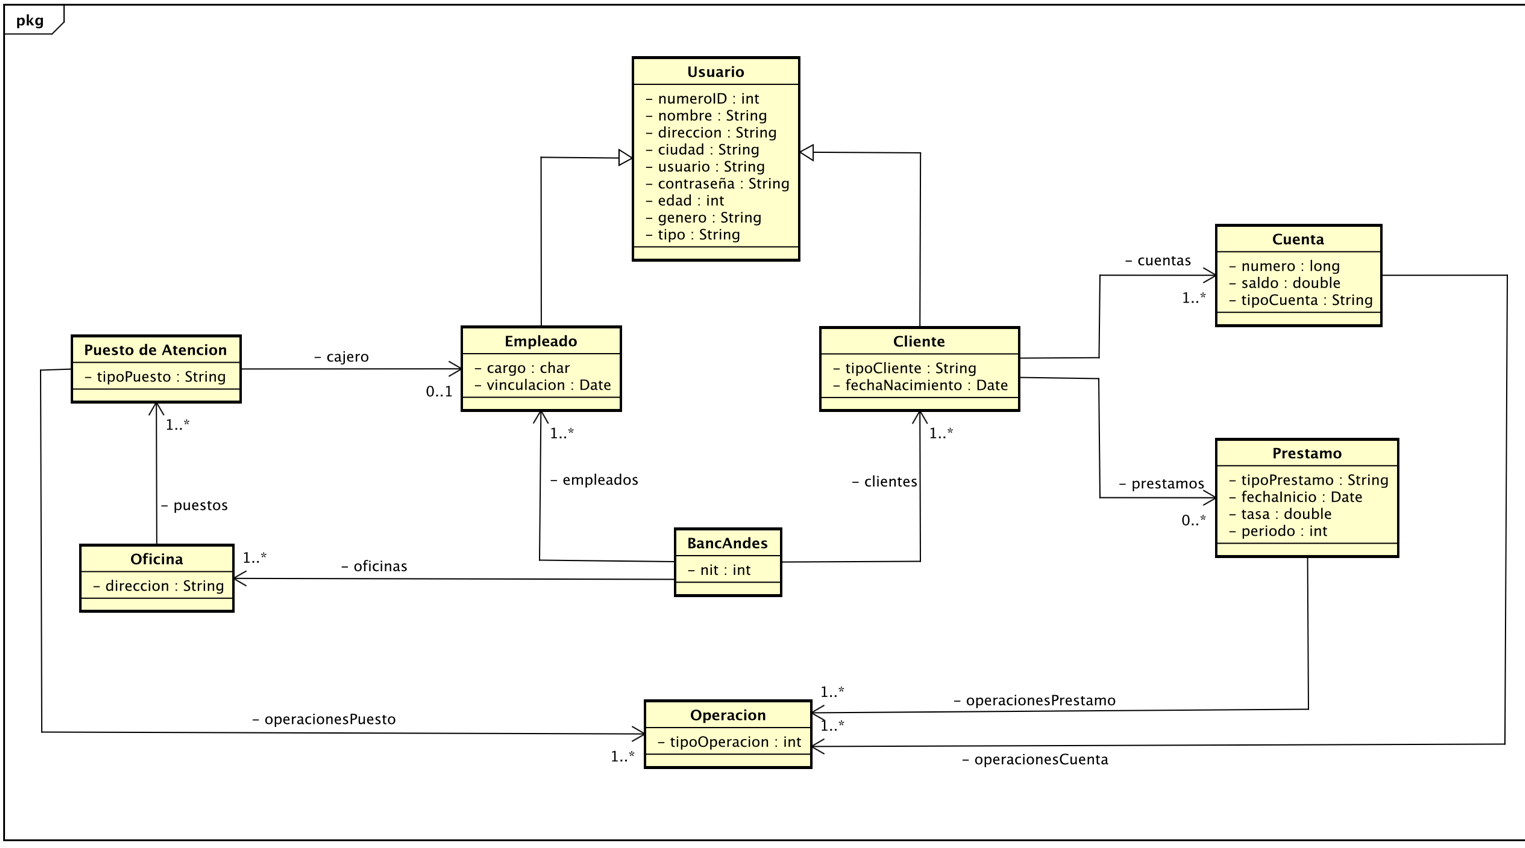 pkg
Usuario
– numeroID : int
– nombre : String
– direccion : String
– ciudad : String
– usuario : String
– contraseña : String
– edad : int
– genero : String
– tipo : String
Cuenta
– numero : long
– saldo : double
– tipoCuenta : String
– cuentas
1..*
Puesto de Atencion
– tipoPuesto : String
– cajero
0..1
Empleado
– cargo : char
– vinculacion : Date
Cliente
– tipoCliente : String
– fechaNacimiento : Date
1..*
1..*
1..*
– puestos
– empleados
– clientes
– prestamos
0..*
Prestamo
– tipoPrestamo : String
– fechaInicio : Date
– tasa : double
– periodo : int
Oficina
– direccion : String
1..*
– oficinas
BancAndes
– nit : int
– operacionesPuesto
1..*
Operacion
– tipoOperacion : int
1..*
– operacionesPrestamo
1..*
– operacionesCuenta